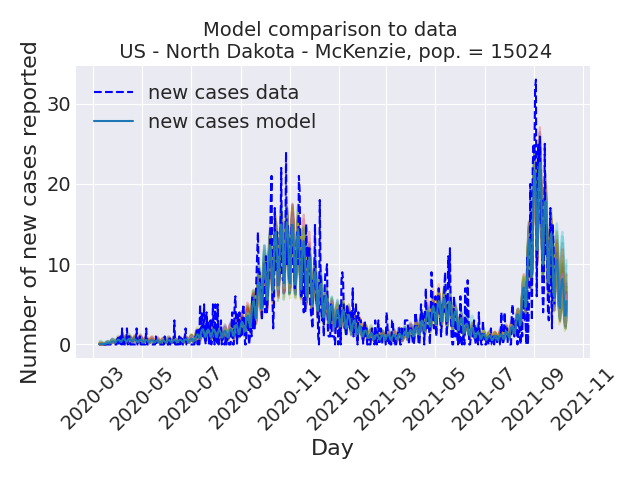 Model comparison to data
US - North Dakota - McKenzie, pop. = 15024
Number of new cases reported
new cases data
new cases model
30
20
10
0
2020-03
2020-05
2020-07
2020-09
2020-11
2021-01
2021-03
2021-05
2021-07
2021-09
2021-11
Day